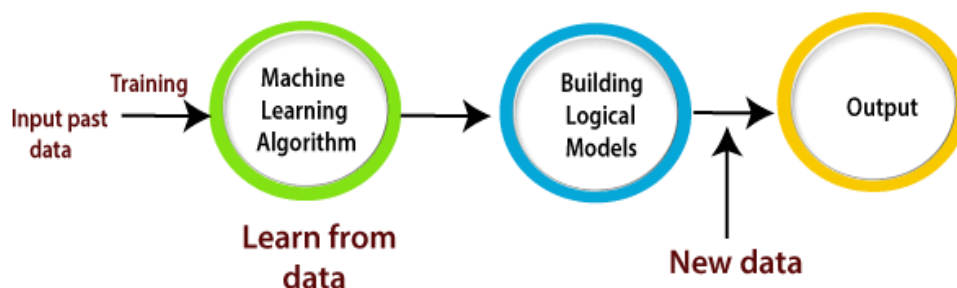 Training
Input past
data
Machine
Learning
Algorithm
Learn from
data
Building
Logical
Models
New data
Output